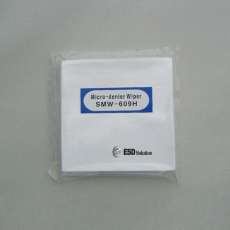 Micro-denier Wiper
SMW-609H
ESD Solution